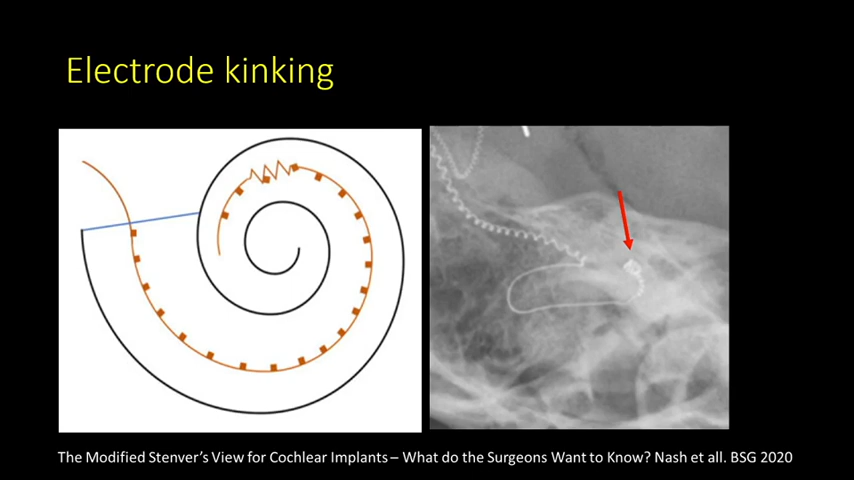 Electrode kinking
The Modified Stenver's View for Cochlear Implants – What do the Surgeons Want to Know? Nash et all. BSG 2020